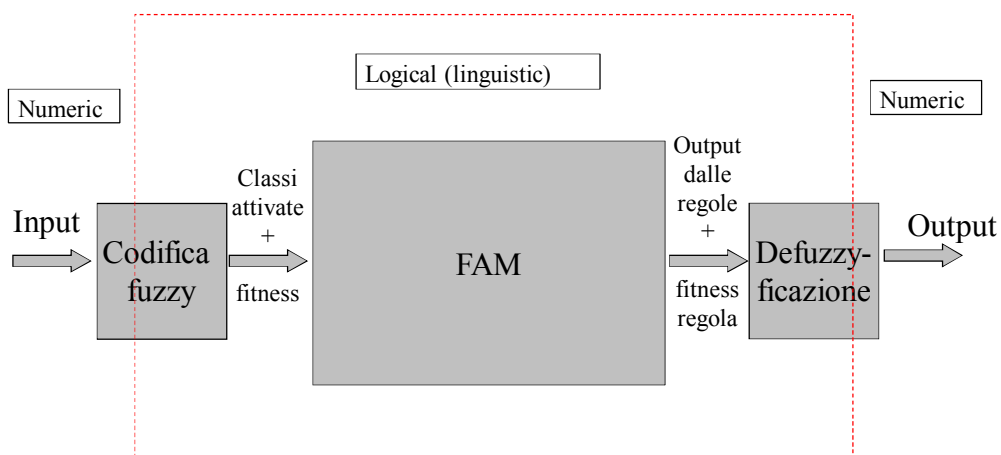 Logical (linguistic)
Numeric
Numeric
Input
Codifica
fuzzy
Classi
attivate
+
fitness
FAM
Output
dalle
regole
+
fitness
regola
Defuzzy-
ficazione
Output